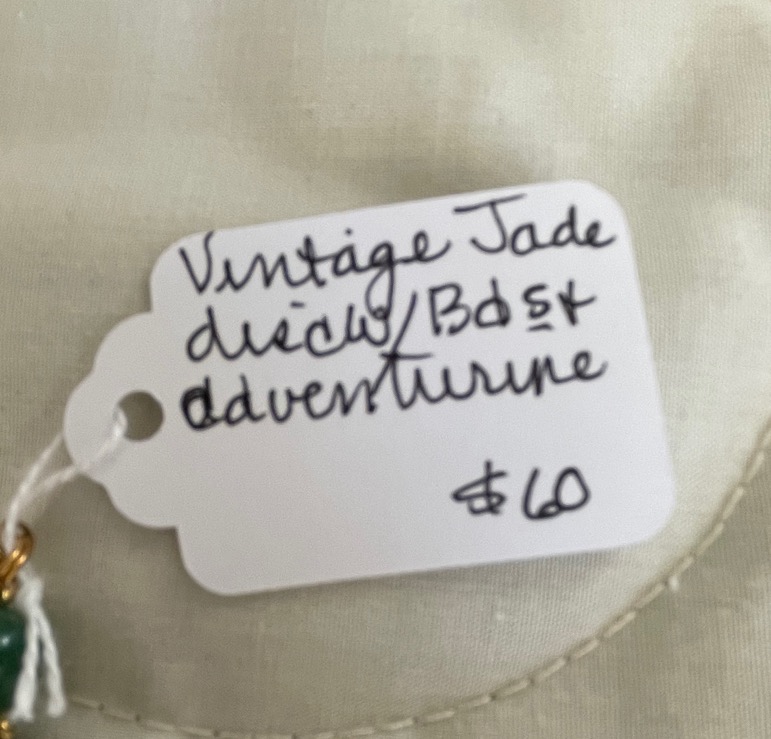 Vintage Jade
disc w/ Bds &
adventurine
$60